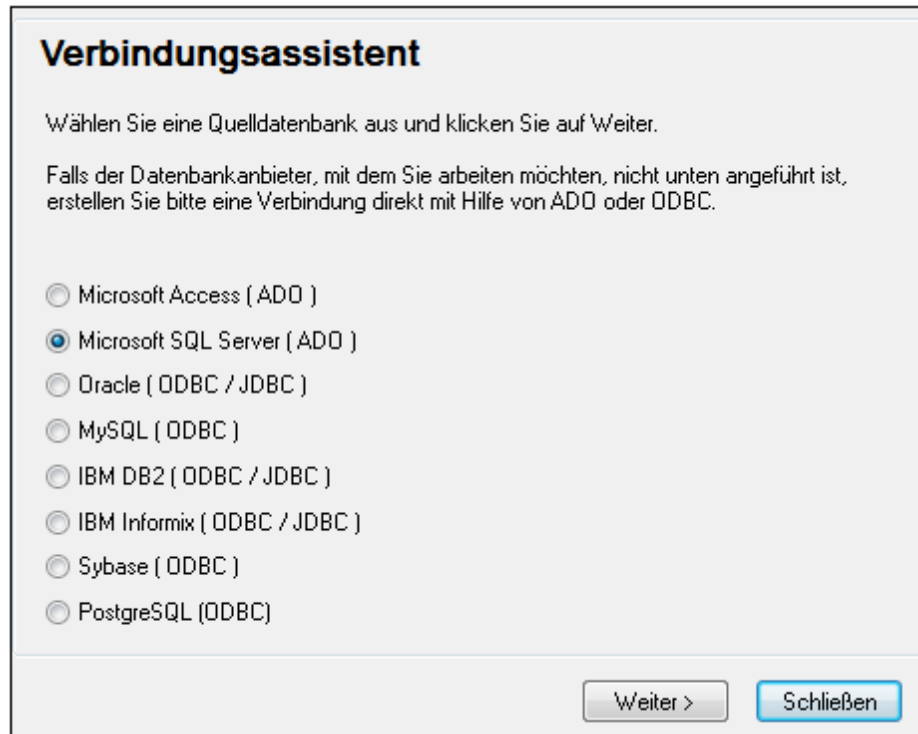 Verbindungsassistent
Wählen Sie eine Quelldatenbank aus und klicken Sie auf Weiter.
Falls der Datenbankanbieter, mit dem Sie arbeiten möchten, nicht unten angeführt ist,
erstellen Sie bitte eine Verbindung direkt mit Hilfe von ADO oder ODBC.
Microsoft Access ( ADO )
Microsoft SQL Server ( ADO )
Oracle ( ODBC / JDBC )
MySQL ( ODBC )
IBM DB2 ( ODBC / JDBC )
IBM Informix ( ODBC / JDBC )
Sybase ( ODBC )
PostgreSQL (ODBC)
Weiter > Schließen